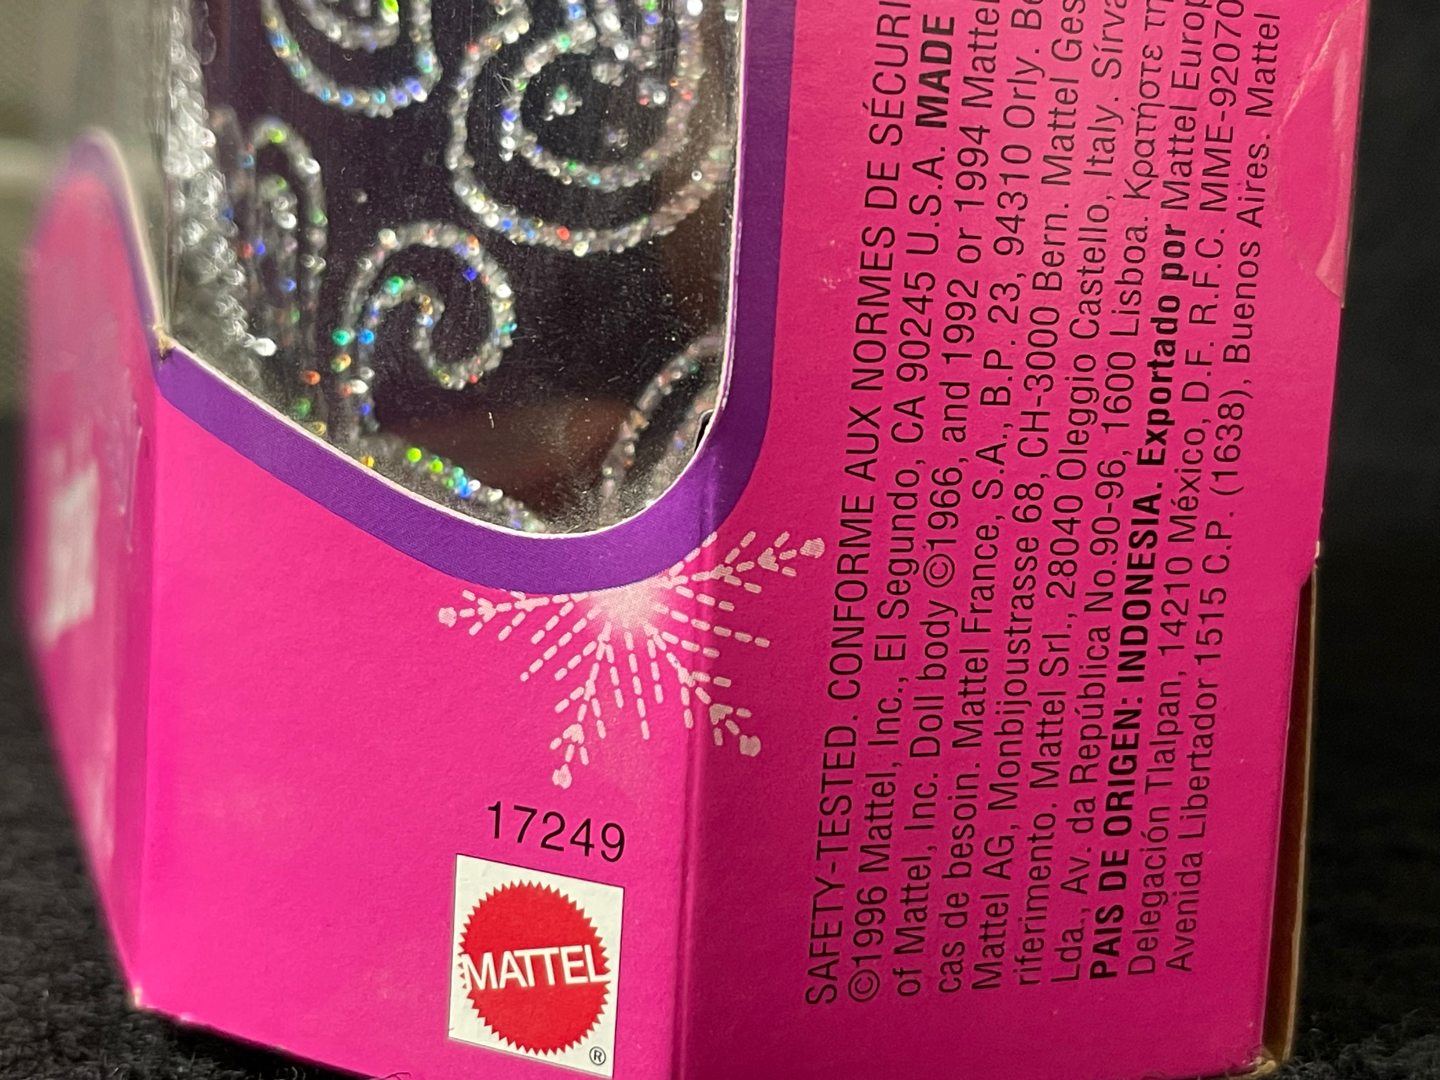 17249
MATTEL
®
SAFETY-TESTED. CONFORME AUX NORMES DE SÉCURI
©1996 Mattel, Inc., El Segundo, CA 90245 U.S.A. MADE
of Mattel, Inc. Doll body ©1966, and 1992 or 1994 Mattel
cas de besoin. Mattel France, S.A., B.P. 23, 94310 Orly. Be
Mattel AG, Monbijoustrasse 68, CH-3000 Bern. Mattel Ges
riferimento. Mattel Srl., 28040 Oleggio Castello, Italy. Sírva
Lda., Av. da República No.90-96, 1600 Lisboa. Κρατήστε τη
PAIS DE ORIGEN: INDONESIA. Exportado por Mattel Europ
Delegación Tlalpan, 14210 México, D.F. R.F.C. MME-92070
Avenida Libertador 1515 C.P. (1638), Buenos Aires. Mattel